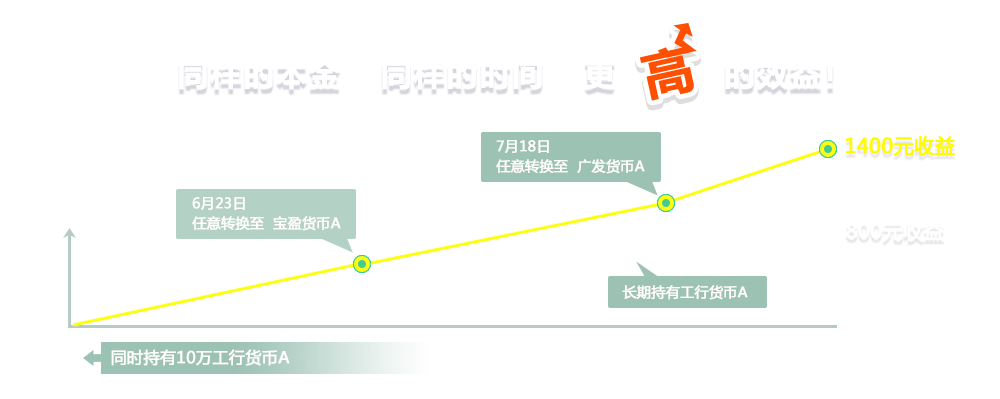 同样的本金 同样的时间 更高的效益!
1400元收益
7月18日
任意转换至 广发货币A
6月23日
任意转换至 宝盈货币A
800元收益
长期持有工行货币A
同时持有10万工行货币A